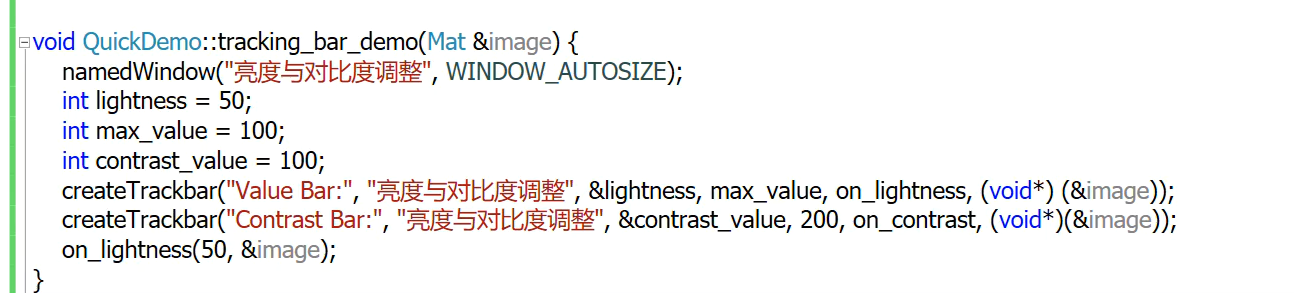 void QuickDemo::tracking_bar_demo(Mat &image) {
namedWindow("亮度与对比度调整", WINDOW_AUTOSIZE);
int lightness = 50;
int max_value = 100;
int contrast_value = 100;
createTrackbar("Value Bar:", "亮度与对比度调整", &lightness, max_value, on_lightness, (void*) (&image));
createTrackbar("Contrast Bar:", "亮度与对比度调整", &contrast_value, 200, on_contrast, (void*)(&image));
on_lightness(50, &image);
}